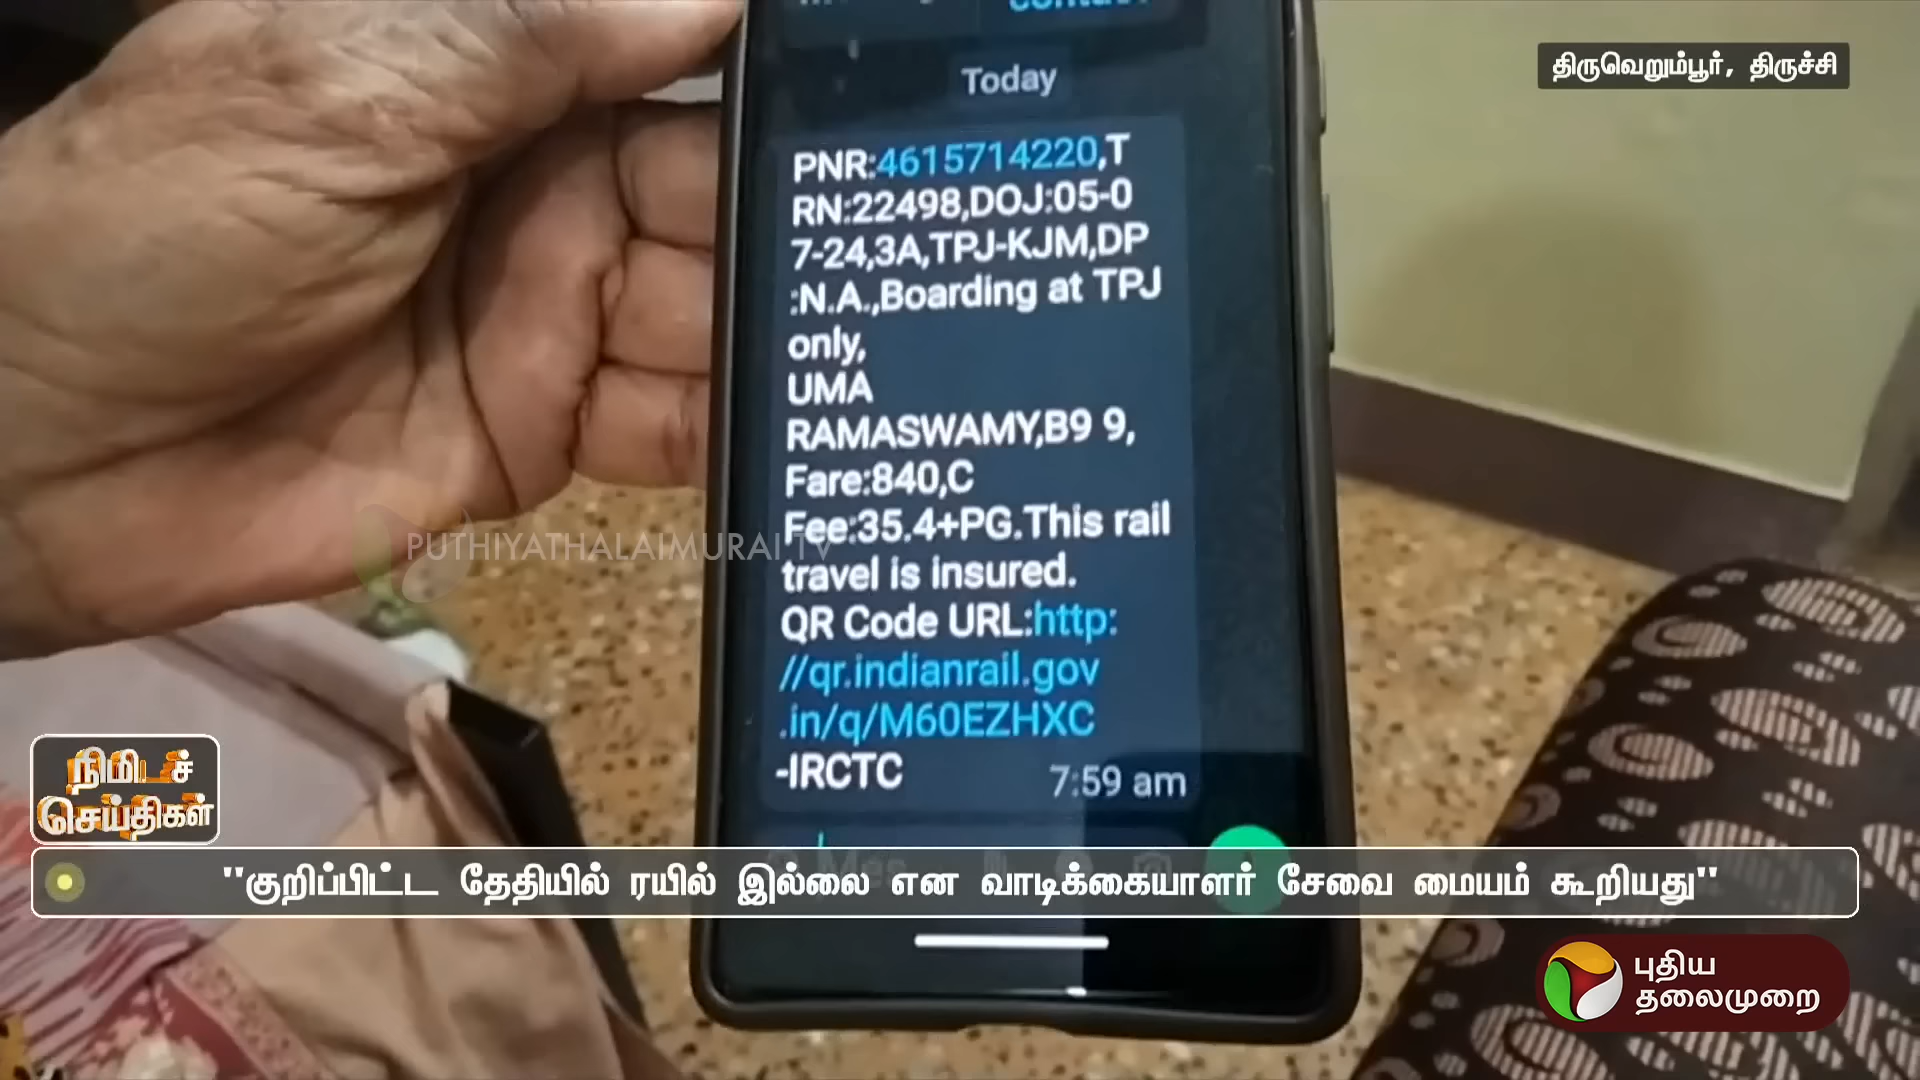 திருவெறும்பூர், திருச்சி
Today
PNR:4615714220,T
RN:22498,DOJ:05-0
7-24,3A,TPJ-KJM,DP
:N.A.,Boarding at TPJ
only,
UMA
RAMASWAMY,B9 9,
Fare:840,C
Fee:35.4+PG.This rail
travel is insured.
QR Code URL:http:
//qr.indianrail.gov
.in/q/M60EZHXC
-IRCTC
7:59 am
PUTHIYATHALAIMURAI TV
நிமிடச்
செய்திகள்
"குறிப்பிட்ட தேதியில் ரயில் இல்லை என வாடிக்கையாளர் சேவை மையம் கூறியது"
புதிய
தலைமுறை